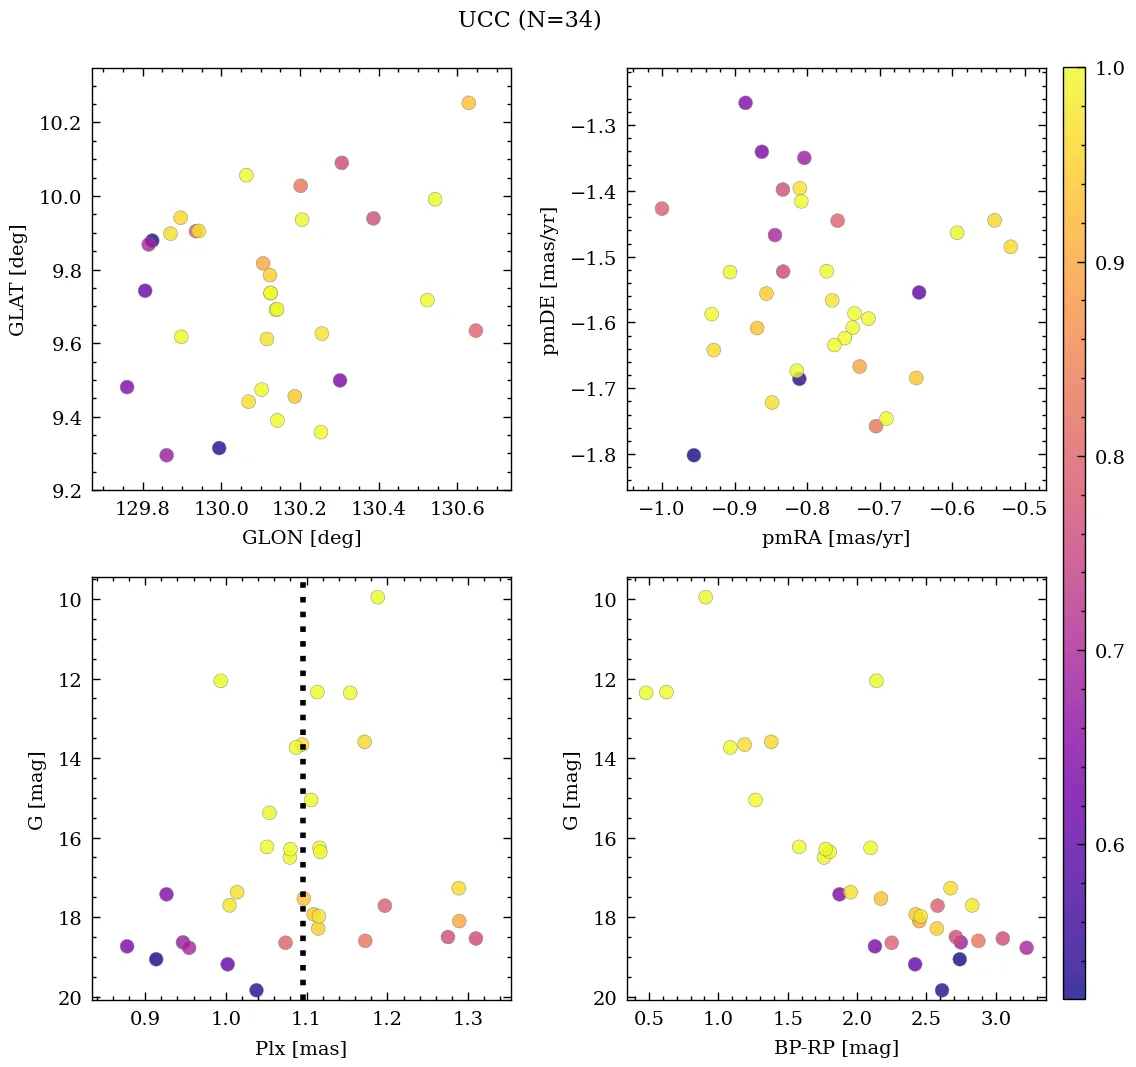 UCC (N=34)
10.2
10.0
9.8
9.6
9.4
9.2
GLAT [deg]
129.8 130.0 130.2 130.4 130.6
GLON [deg]
−1.3
−1.4
−1.5
−1.6
−1.7
−1.8
pmDE [mas/yr]
−1.0 −0.9 −0.8 −0.7 −0.6 −0.5
pmRA [mas/yr]
1.0
0.9
0.8
0.7
0.6
10
12
14
16
18
20
G [mag]
0.9 1.0 1.1 1.2 1.3
Plx [mas]
10
12
14
16
18
20
G [mag]
0.5 1.0 1.5 2.0 2.5 3.0
BP-RP [mag]